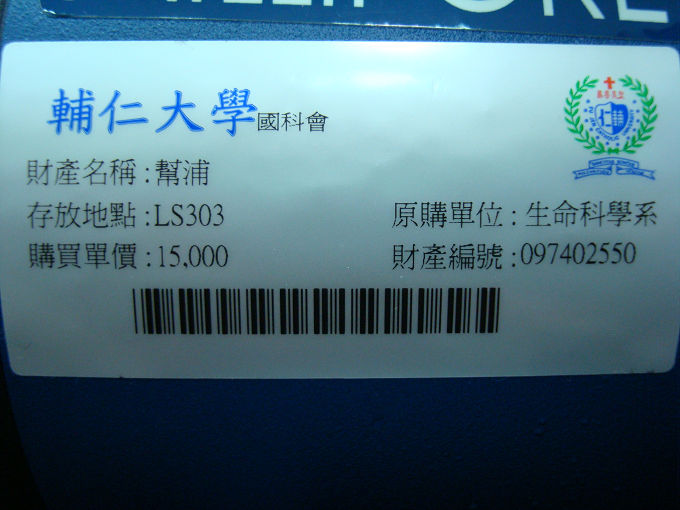 輔仁大學國科會
財產名稱:幫浦
存放地點:LS303 原購單位:生命科學系
購買單價:15,000 財產編號:097402550